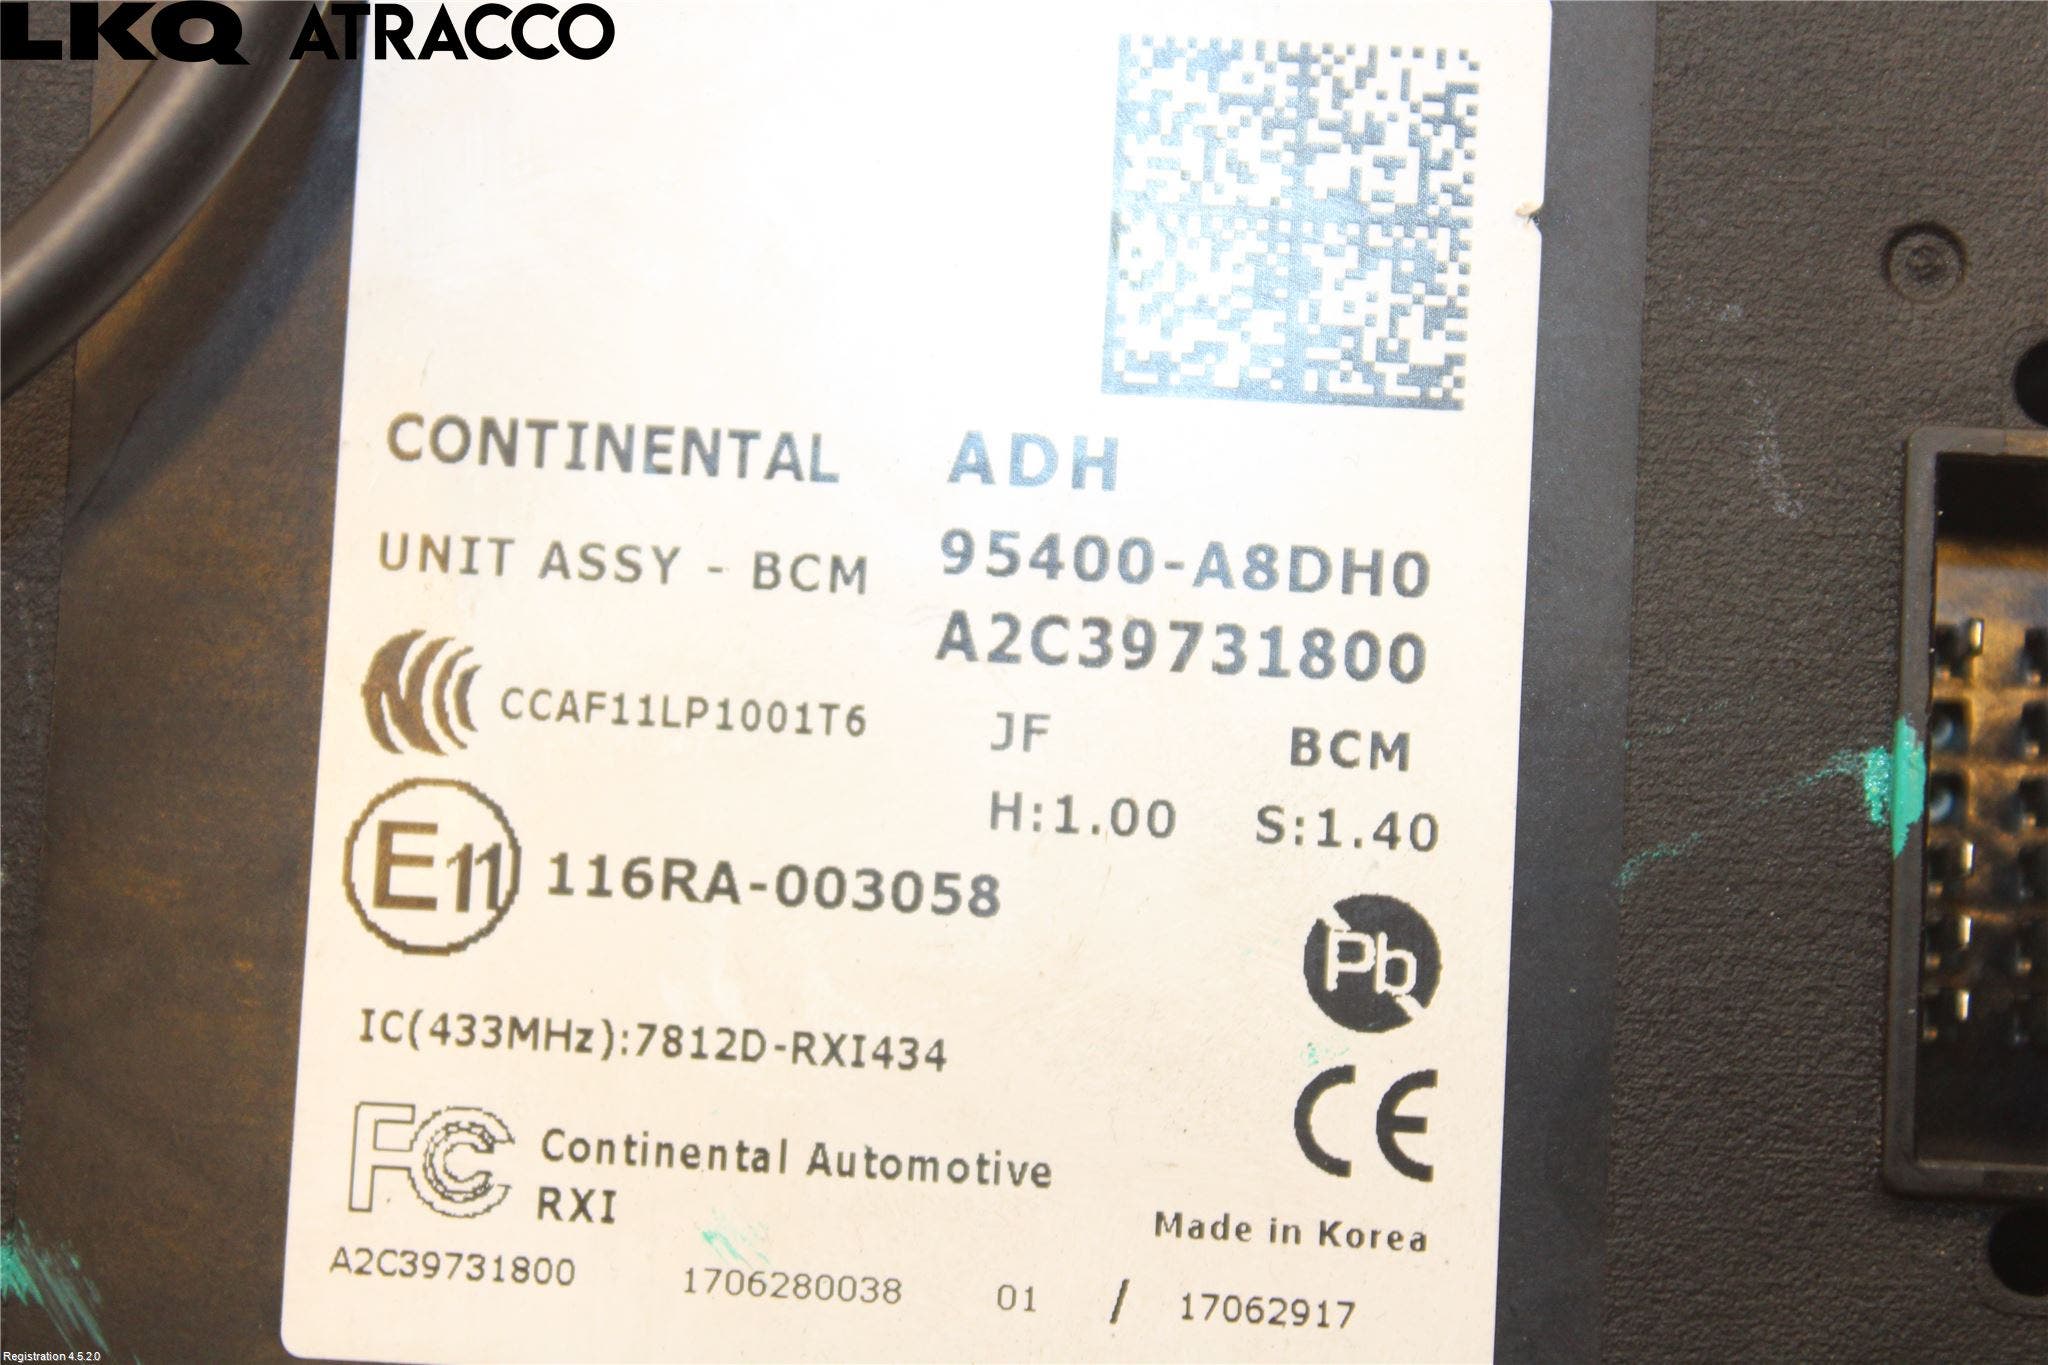 LKQ ATRACCO
CONTINENTAL ADH
UNIT ASSY - BCM 95400-A8DH0
A2C39731800
CCAF11LP1001T6 JF BCM
H:1.00 S:1.40
E11 116RA-003058
Pb
IC(433MHz):7812D-RXI434
CE
FC Continental Automotive
RXI
Made in Korea
A2C39731800 1706280038 01 / 17062917
Registration 4.5.2.0